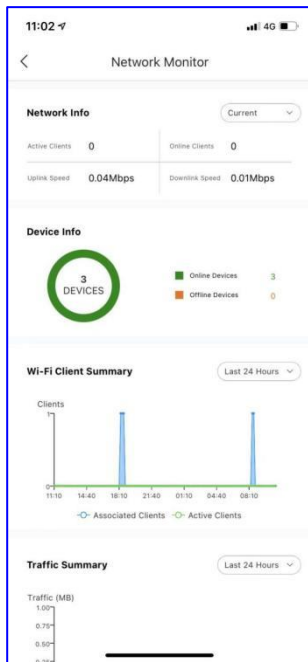 11:02
4G
Network Monitor
Network Info
Current
Active Clients 0
Online Clients 0
Uplink Speed 0.04Mbps
Downlink Speed 0.01Mbps
Device Info
3
DEVICES
Online Devices 3
Offline Devices 0
Wi-Fi Client Summary
Last 24 Hours
Clients
1
0
11:10 14:40 18:10 21:40 01:10 04:40 08:10
Associated Clients Active Clients
Traffic Summary
Last 24 Hours
Traffic (MB)
1.00
0.75
0.50
0.25